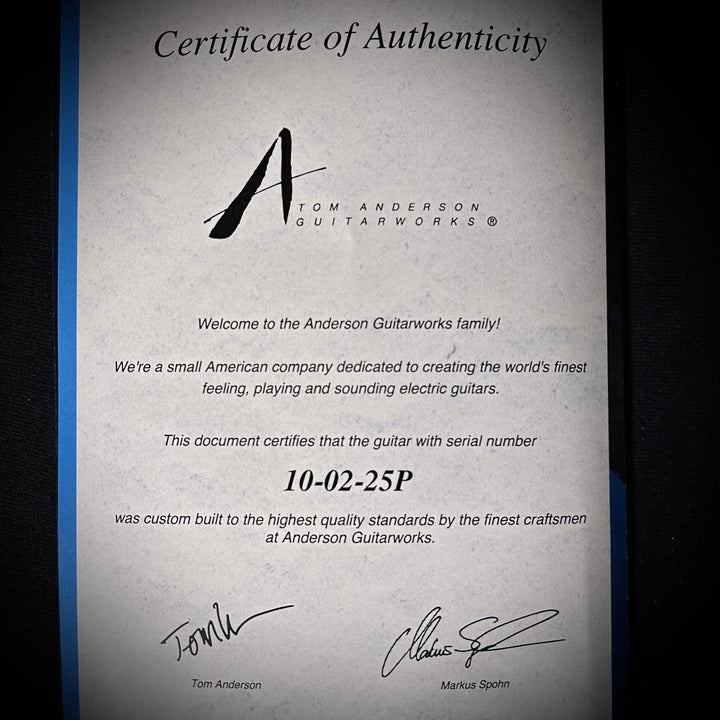 Certificate of Authenticity
TOM ANDERSON
GUITARWORKS ®
Welcome to the Anderson Guitarworks family!
We're a small American company dedicated to creating the world's finest
feeling, playing and sounding electric guitars.
This document certifies that the guitar with serial number
10-02-25P
was custom built to the highest quality standards by the finest craftsmen
at Anderson Guitarworks.
Tom Anderson
Markus Spohn